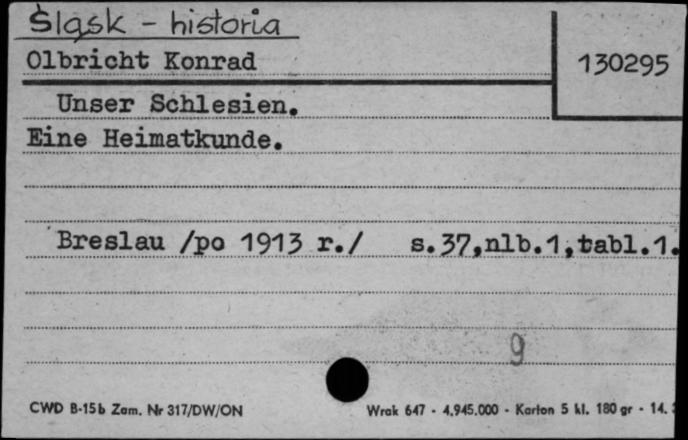 Śląsk - historia
Olbricht Konrad
130295
Unser Schlesien.
Eine Heimatkunde.
Breslau /po 1913 r./ s.37,nlb.1,tabl.1.
9
CWD B-15b Zam. Nr 317/DW/ON
Wrak 647 - 4.945.000 - Karton 5 kl. 180 gr - 14.